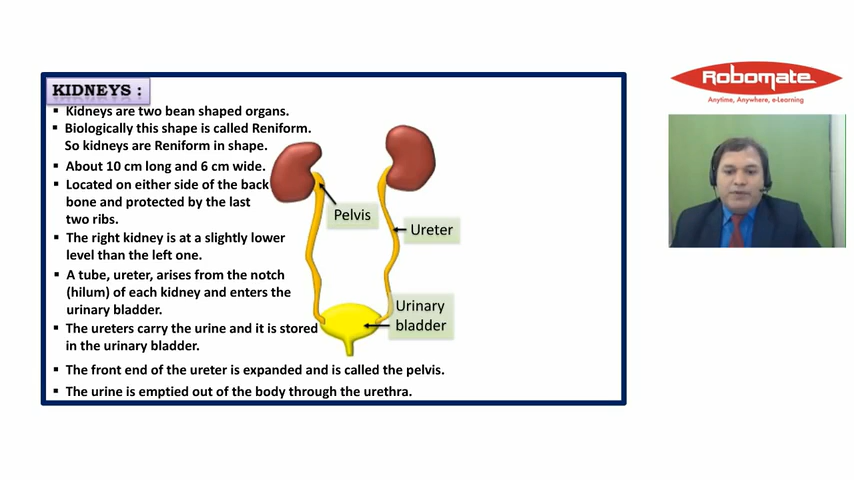 KIDNEYS :
▪ Kidneys are two bean shaped organs.
▪ Biologically this shape is called Reniform.
So kidneys are Reniform in shape.
▪ About 10 cm long and 6 cm wide.
▪ Located on either side of the back
bone and protected by the last
two ribs.
▪ The right kidney is at a slightly lower
level than the left one.
▪ A tube, ureter, arises from the notch
(hilum) of each kidney and enters the
urinary bladder.
▪ The ureters carry the urine and it is stored
in the urinary bladder.
▪ The front end of the ureter is expanded and is called the pelvis.
▪ The urine is emptied out of the body through the urethra.
Pelvis
Ureter
Urinary
bladder
Robomate
Anytime, Anywhere, e-Learning